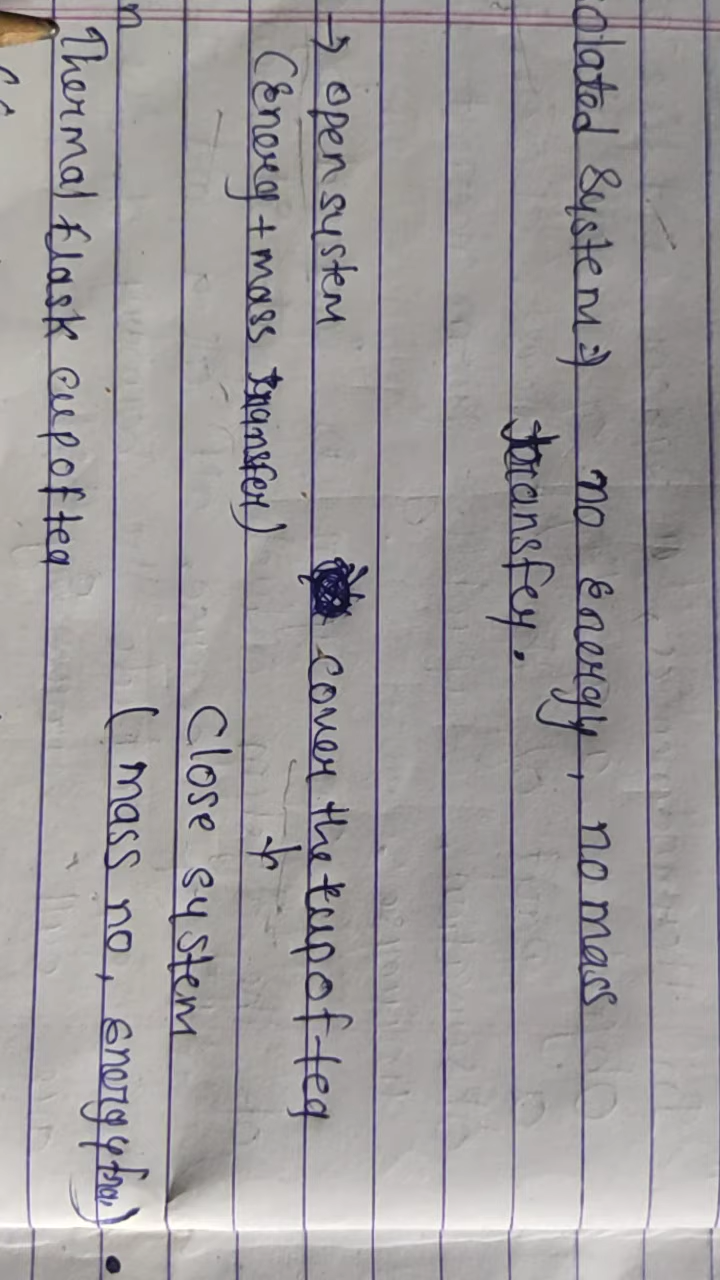 olated system => no energy, no mass
transfer.
→ open system cover the cup of tea
(Energy + mass transfer) ↓
Close system
n (mass no, energy tra.)
Thermal flask cup of tea